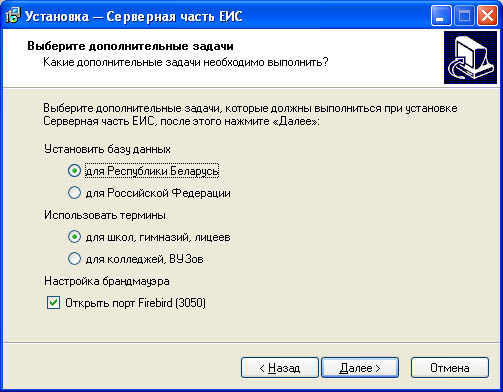 Установка — Серверная часть ЕИС
Выберите дополнительные задачи
Какие дополнительные задачи необходимо выполнить?
Выберите дополнительные задачи, которые должны выполниться при установке
Серверная часть ЕИС, после этого нажмите «Далее»:
Установить базу данных
для Республики Беларусь
для Российской Федерации
Использовать термины
для школ, гимназий, лицеев
для колледжей, ВУЗов
Настройка брандмауэра
Открыть порт Firebird (3050)
< Назад
Далее >
Отмена